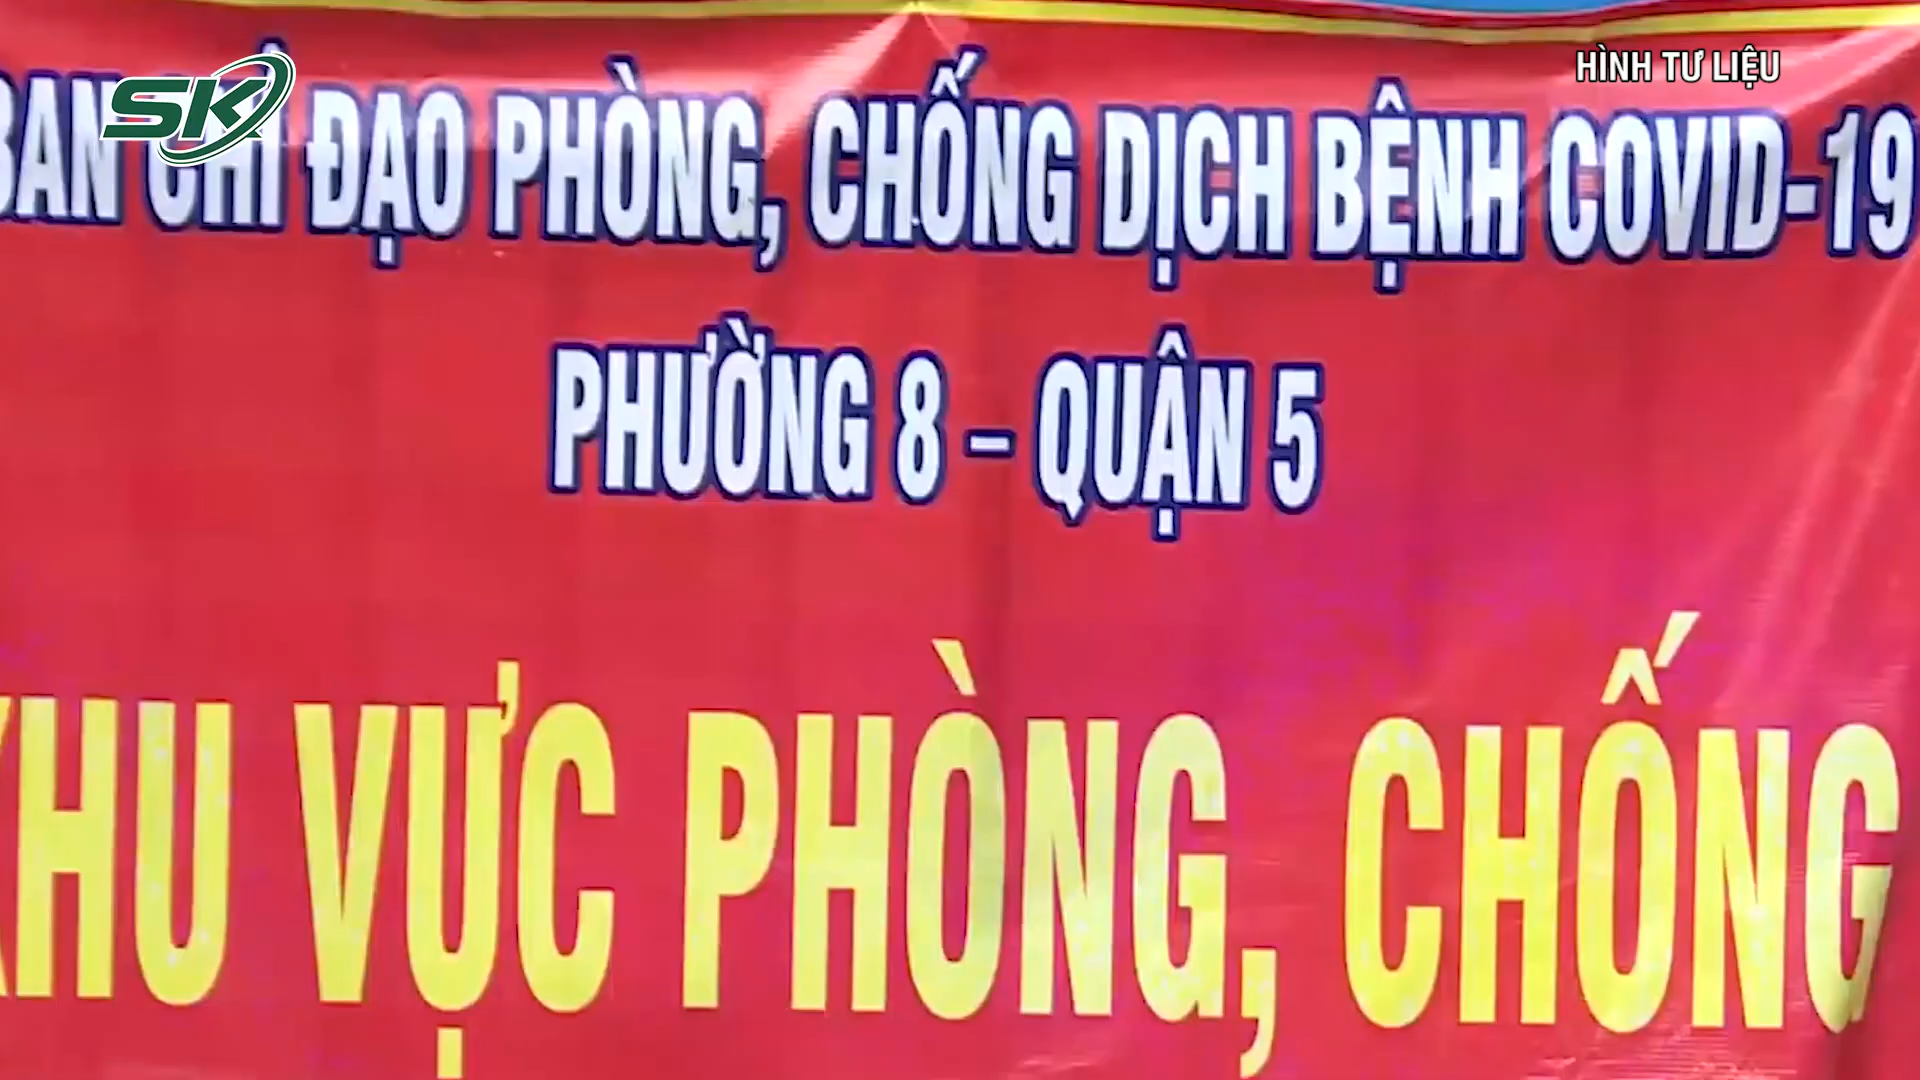 SK
HÌNH TƯ LIỆU
BAN CHỈ ĐẠO PHÒNG, CHỐNG DỊCH BỆNH COVID-19
PHƯỜNG 8 - QUẬN 5
KHU VỰC PHÒNG, CHỐNG